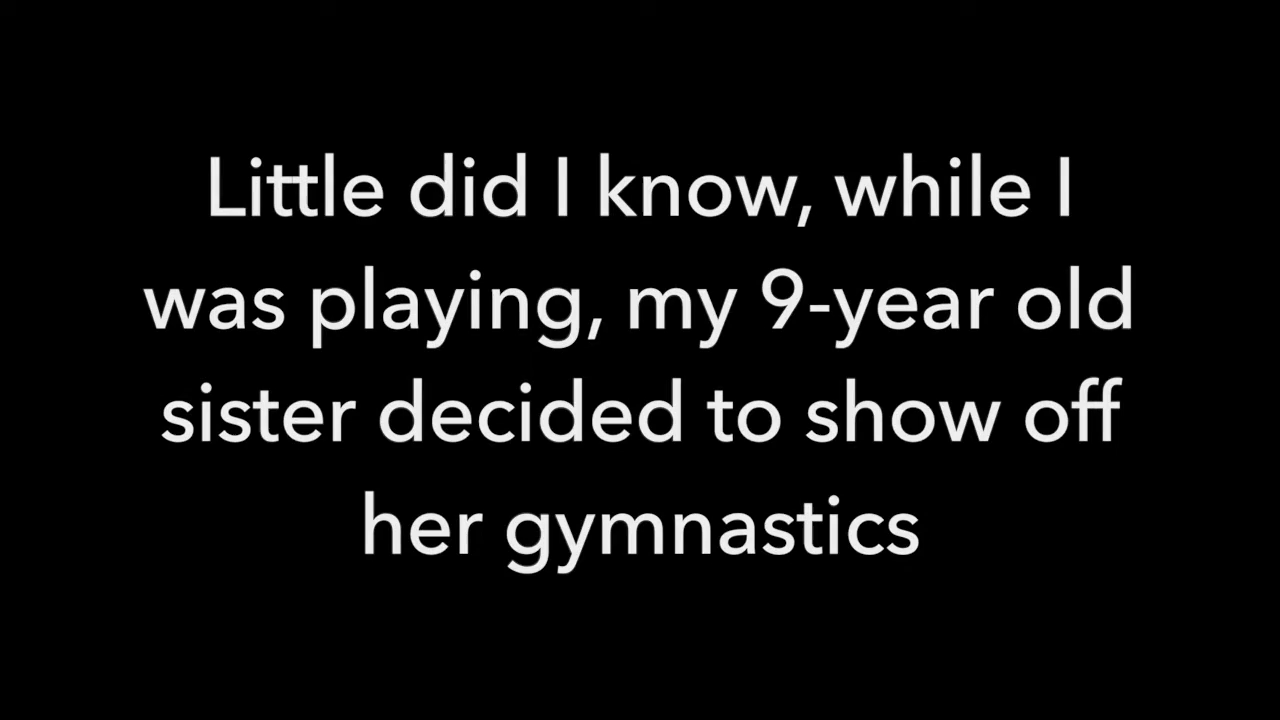 Little did I know, while I
was playing, my 9-year old
sister decided to show off
her gymnastics